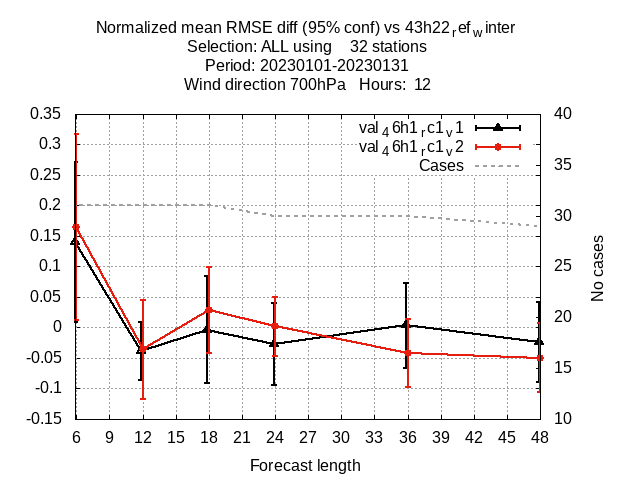 Normalized mean RMSE diff (95% conf) vs 43h22refwinter
Selection: ALL using 32 stations
Period: 20230101-20230131
Wind direction 700hPa Hours: 12
0.35
0.3
0.25
0.2
0.15
0.1
0.05
0
-0.05
-0.1
-0.15
val46h1rc1v1
val46h1rc1v2
Cases
40
35
30
25
20
15
10
No cases
6 9 12 15 18 21 24 27 30 33 36 39 42 45 48
Forecast length